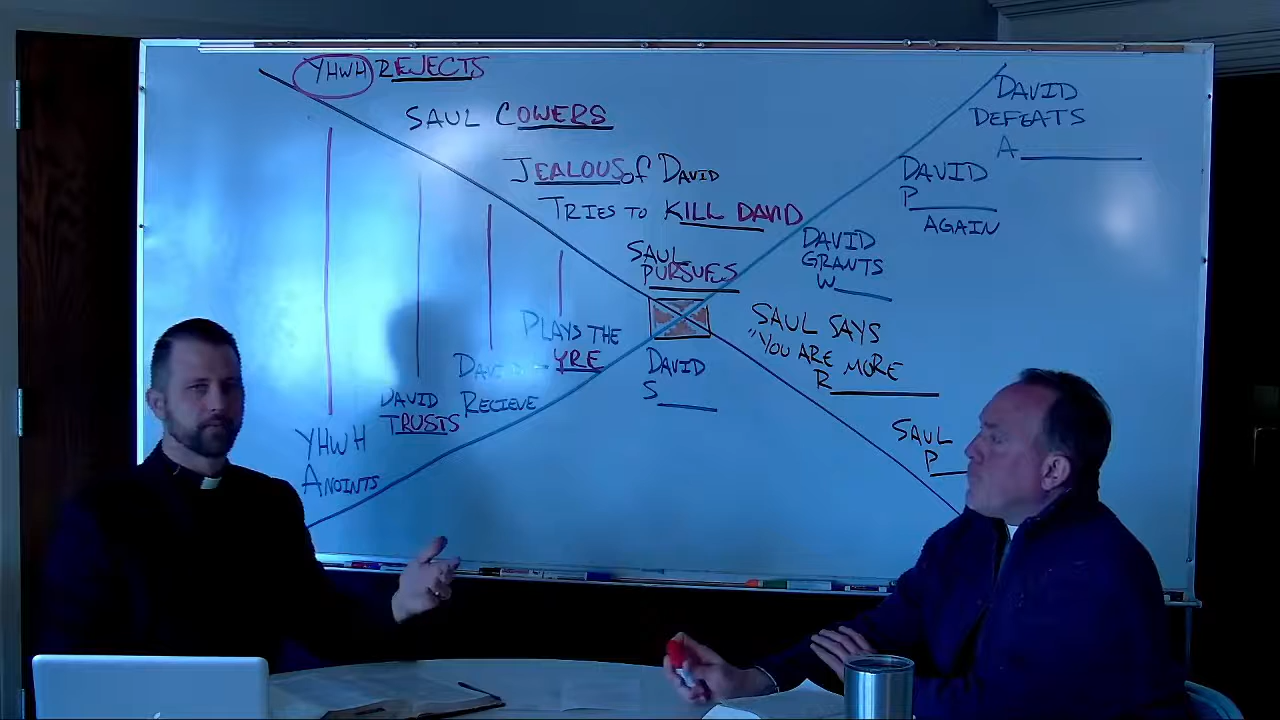 YHWH REJECTS
SAUL COWERS
JEALOUS of DAVID
TRIES TO KILL DAVID
SAUL
PURSUES
DAVID
DEFEATS
A
DAVID
P
AGAIN
DAVID
GRANTS
W
SAUL SAYS
"YOU ARE MORE
R
SAUL
P
PLAYS THE
YRE
RECIEVE
DAVID
TRUSTS
YHWH
ANOINTS
DAVID
S